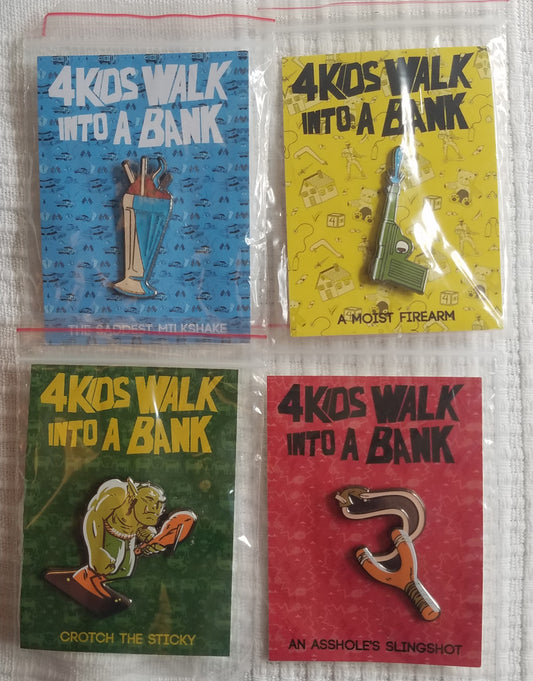 4 KIDS WALK
INTO A BANK
THE SADDEST MILKSHAKE
4 KIDS WALK
INTO A BANK
A MOIST FIREARM
4 KIDS WALK
INTO A BANK
CROTCH THE STICKY
4 KIDS WALK
INTO A BANK
AN ASSHOLE'S SLINGSHOT